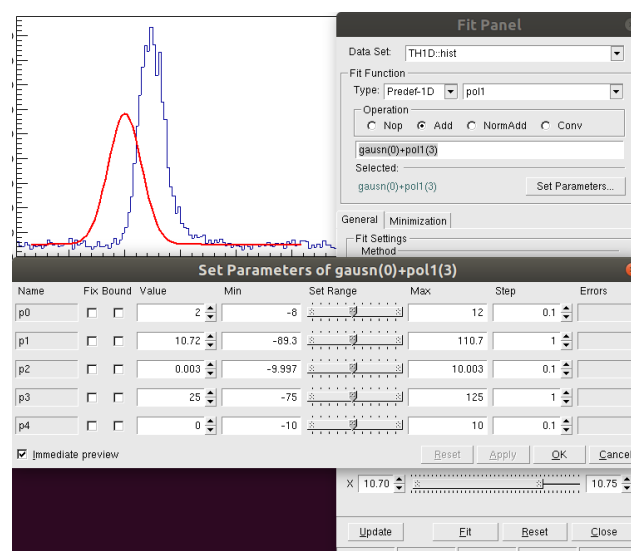 Fit Panel
Data Set: TH1D::hist
Fit Function
Type: Predef-1D pol1
Operation
Nop Add NormAdd Conv
gausn(0)+pol1(3)
Selected:
gausn(0)+pol1(3) Set Parameters...
General Minimization
Fit Settings
Method
Set Parameters of gausn(0)+pol1(3)
Name Fix Bound Value Min Set Range Max Step Errors
p0 2 -8 12 0.1
p1 10.72 -89.3 110.7 1
p2 0.003 -9.997 10.003 0.1
p3 25 -75 125 1
p4 0 -10 10 0.1
Immediate preview Reset Apply OK Cancel
X 10.70 10.75
Update Fit Reset Close